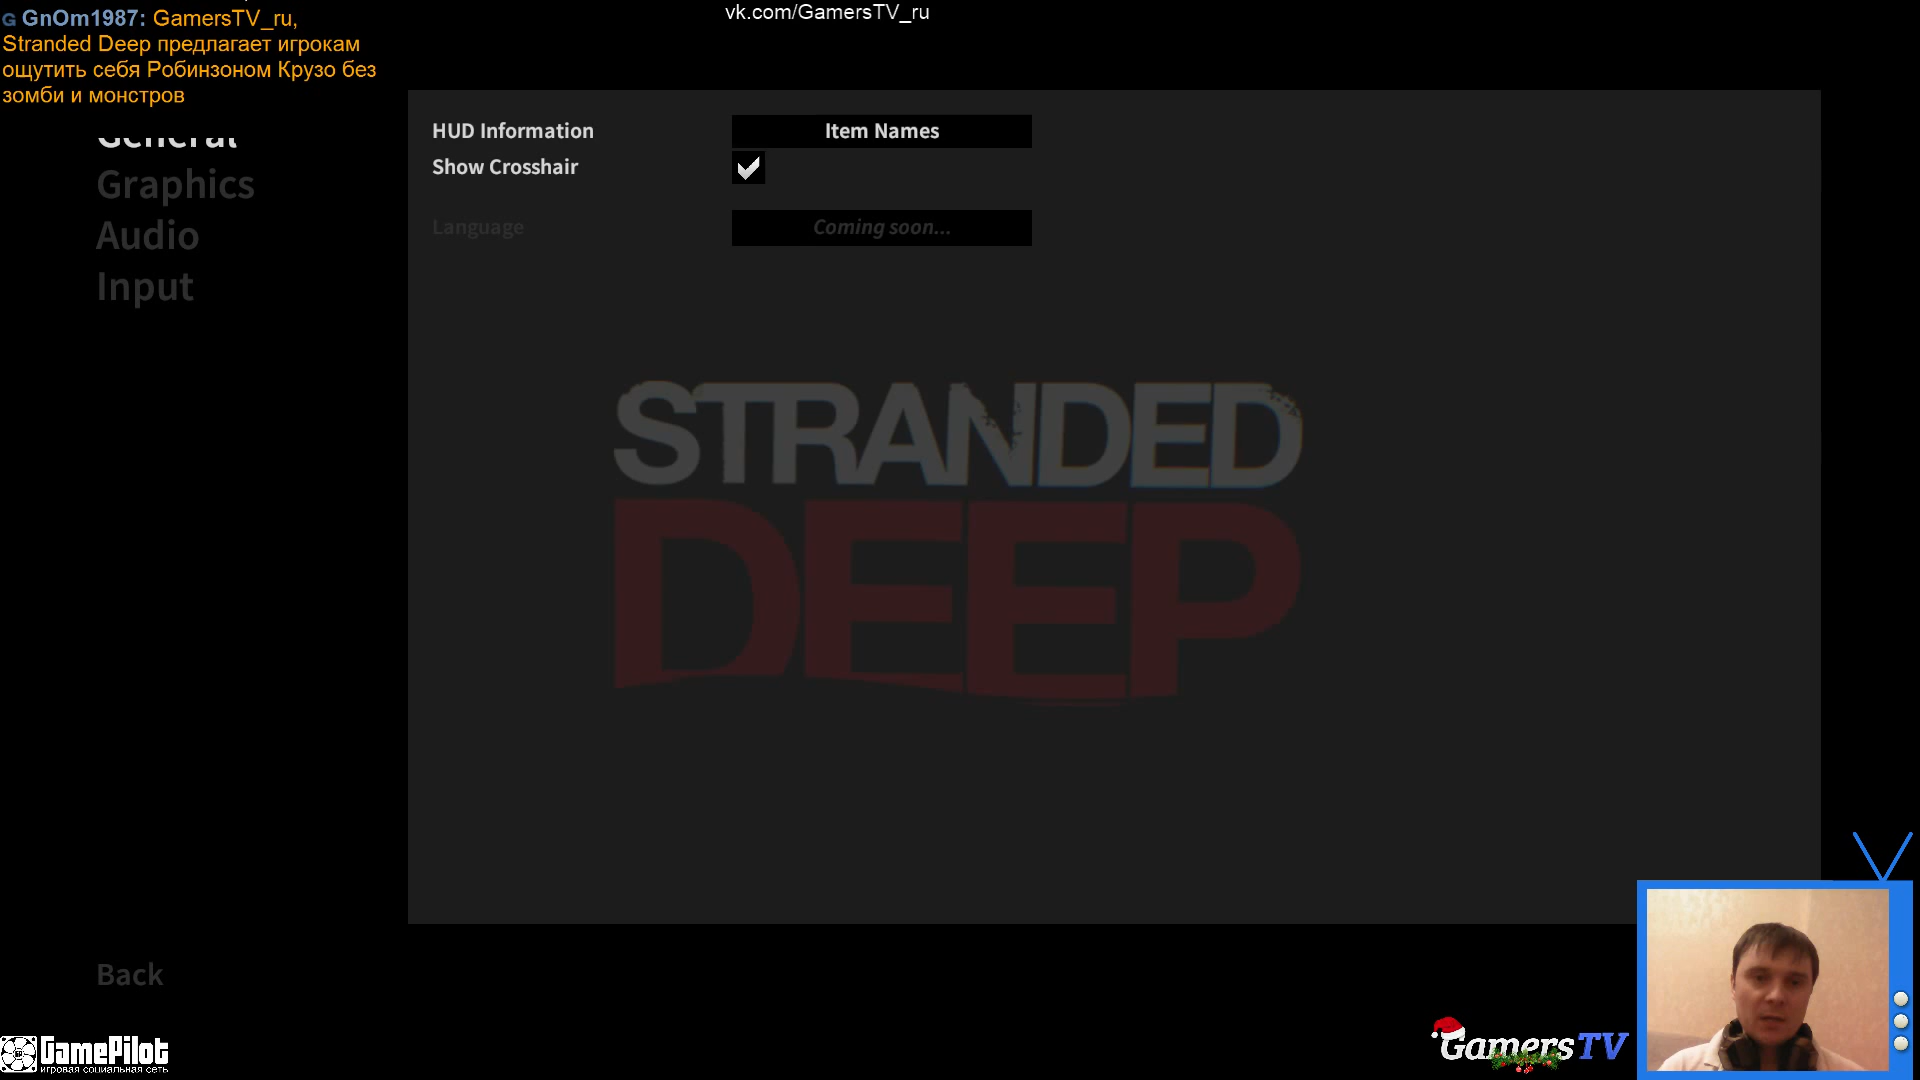 GnOm1987: GamersTV_ru,
Stranded Deep предлагает игрокам
ощутить себя Робинзоном Крузо без
зомби и монстров
vk.com/GamersTV_ru
General
Graphics
Audio
Input
HUD Information
Item Names
Show Crosshair
Language
Coming soon...
STRANDED
DEEP
Back
GamePilot
игровая социальная сеть
GamersTV